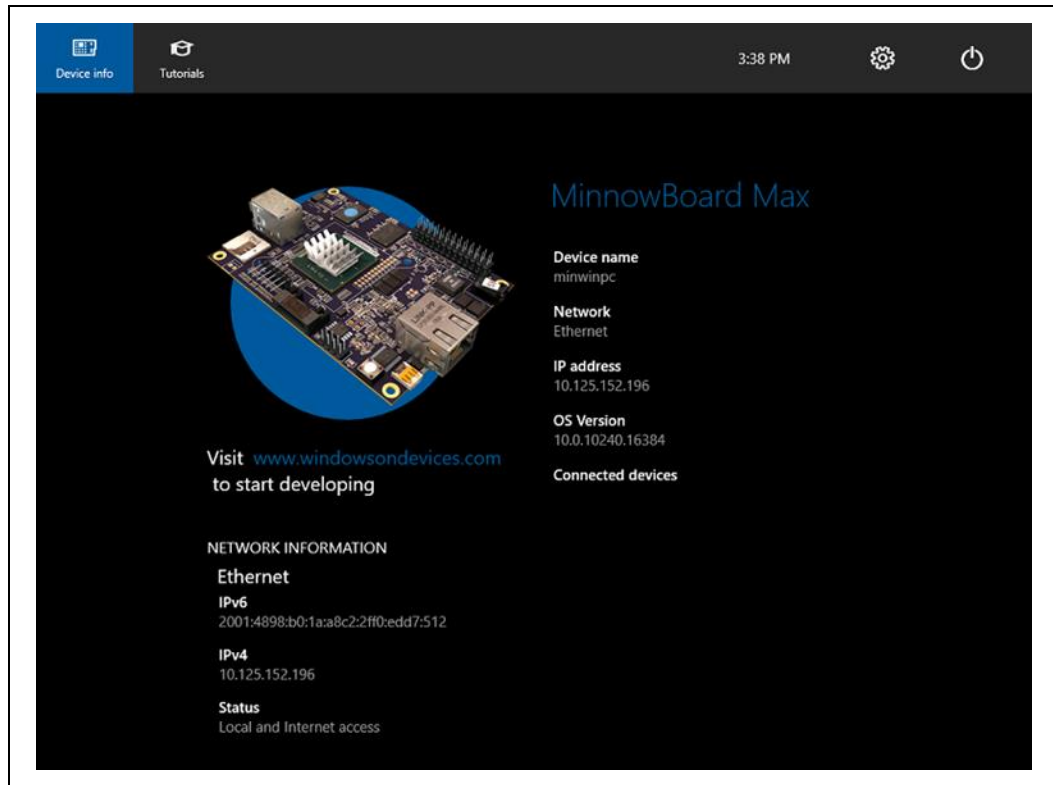 Device info
Tutorials
3:38 PM
MinnowBoard Max
Device name
minwinpc
Network
Ethernet
IP address
10.125.152.196
OS Version
10.0.10240.16384
Connected devices
Visit www.windowsondevices.com
to start developing
NETWORK INFORMATION
Ethernet
IPv6
2001:4898:b0:1a:a8c2:2ff0:edd7:512
IPv4
10.125.152.196
Status
Local and Internet access